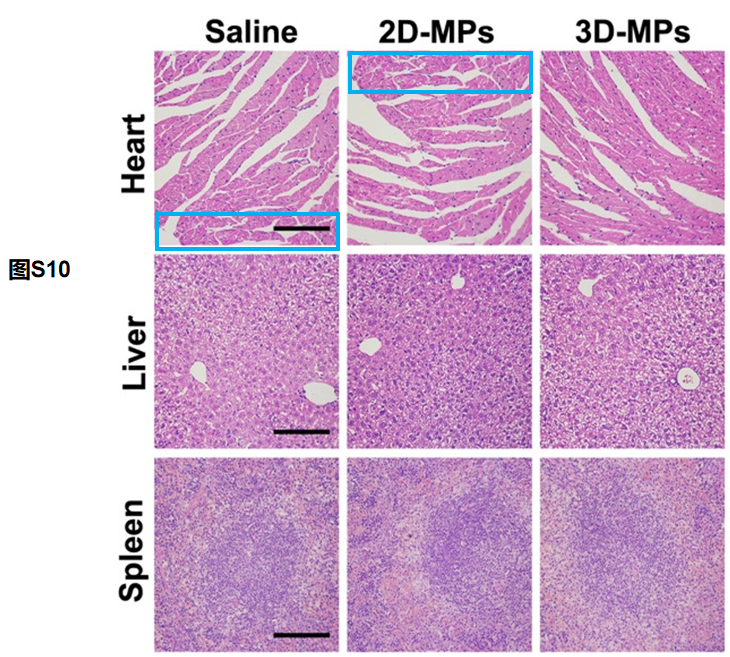 Saline 2D-MPs 3D-MPs
Heart
图S10
Liver
Spleen